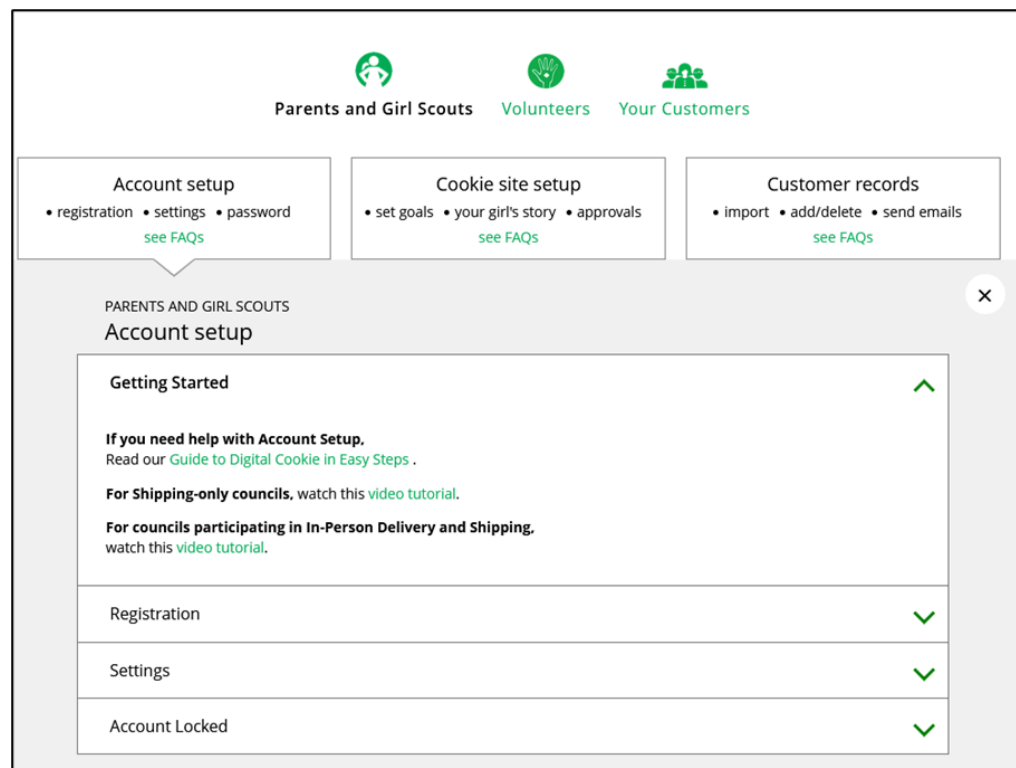 Parents and Girl Scouts Volunteers Your Customers
Account setup
• registration • settings • password
see FAQs
Cookie site setup
• set goals • your girl's story • approvals
see FAQs
Customer records
• import • add/delete • send emails
see FAQs
PARENTS AND GIRL SCOUTS
Account setup
Getting Started
If you need help with Account Setup,
Read our Guide to Digital Cookie in Easy Steps .
For Shipping-only councils, watch this video tutorial.
For councils participating in In-Person Delivery and Shipping,
watch this video tutorial.
Registration
Settings
Account Locked